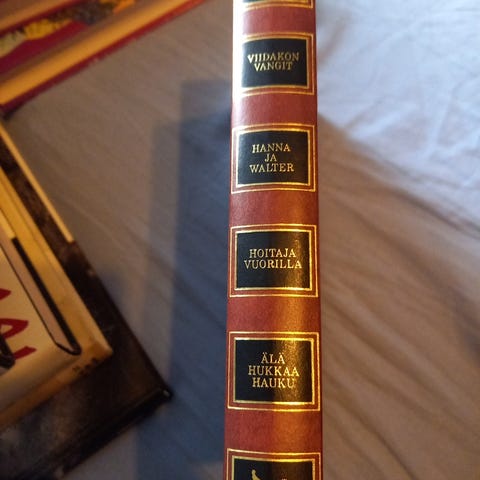 VIIDAKON
VANGIT
HANNA
JA
WALTER
HOITAJA
VUORILLA
ÄLÄ
HUKKAA
HAUKU